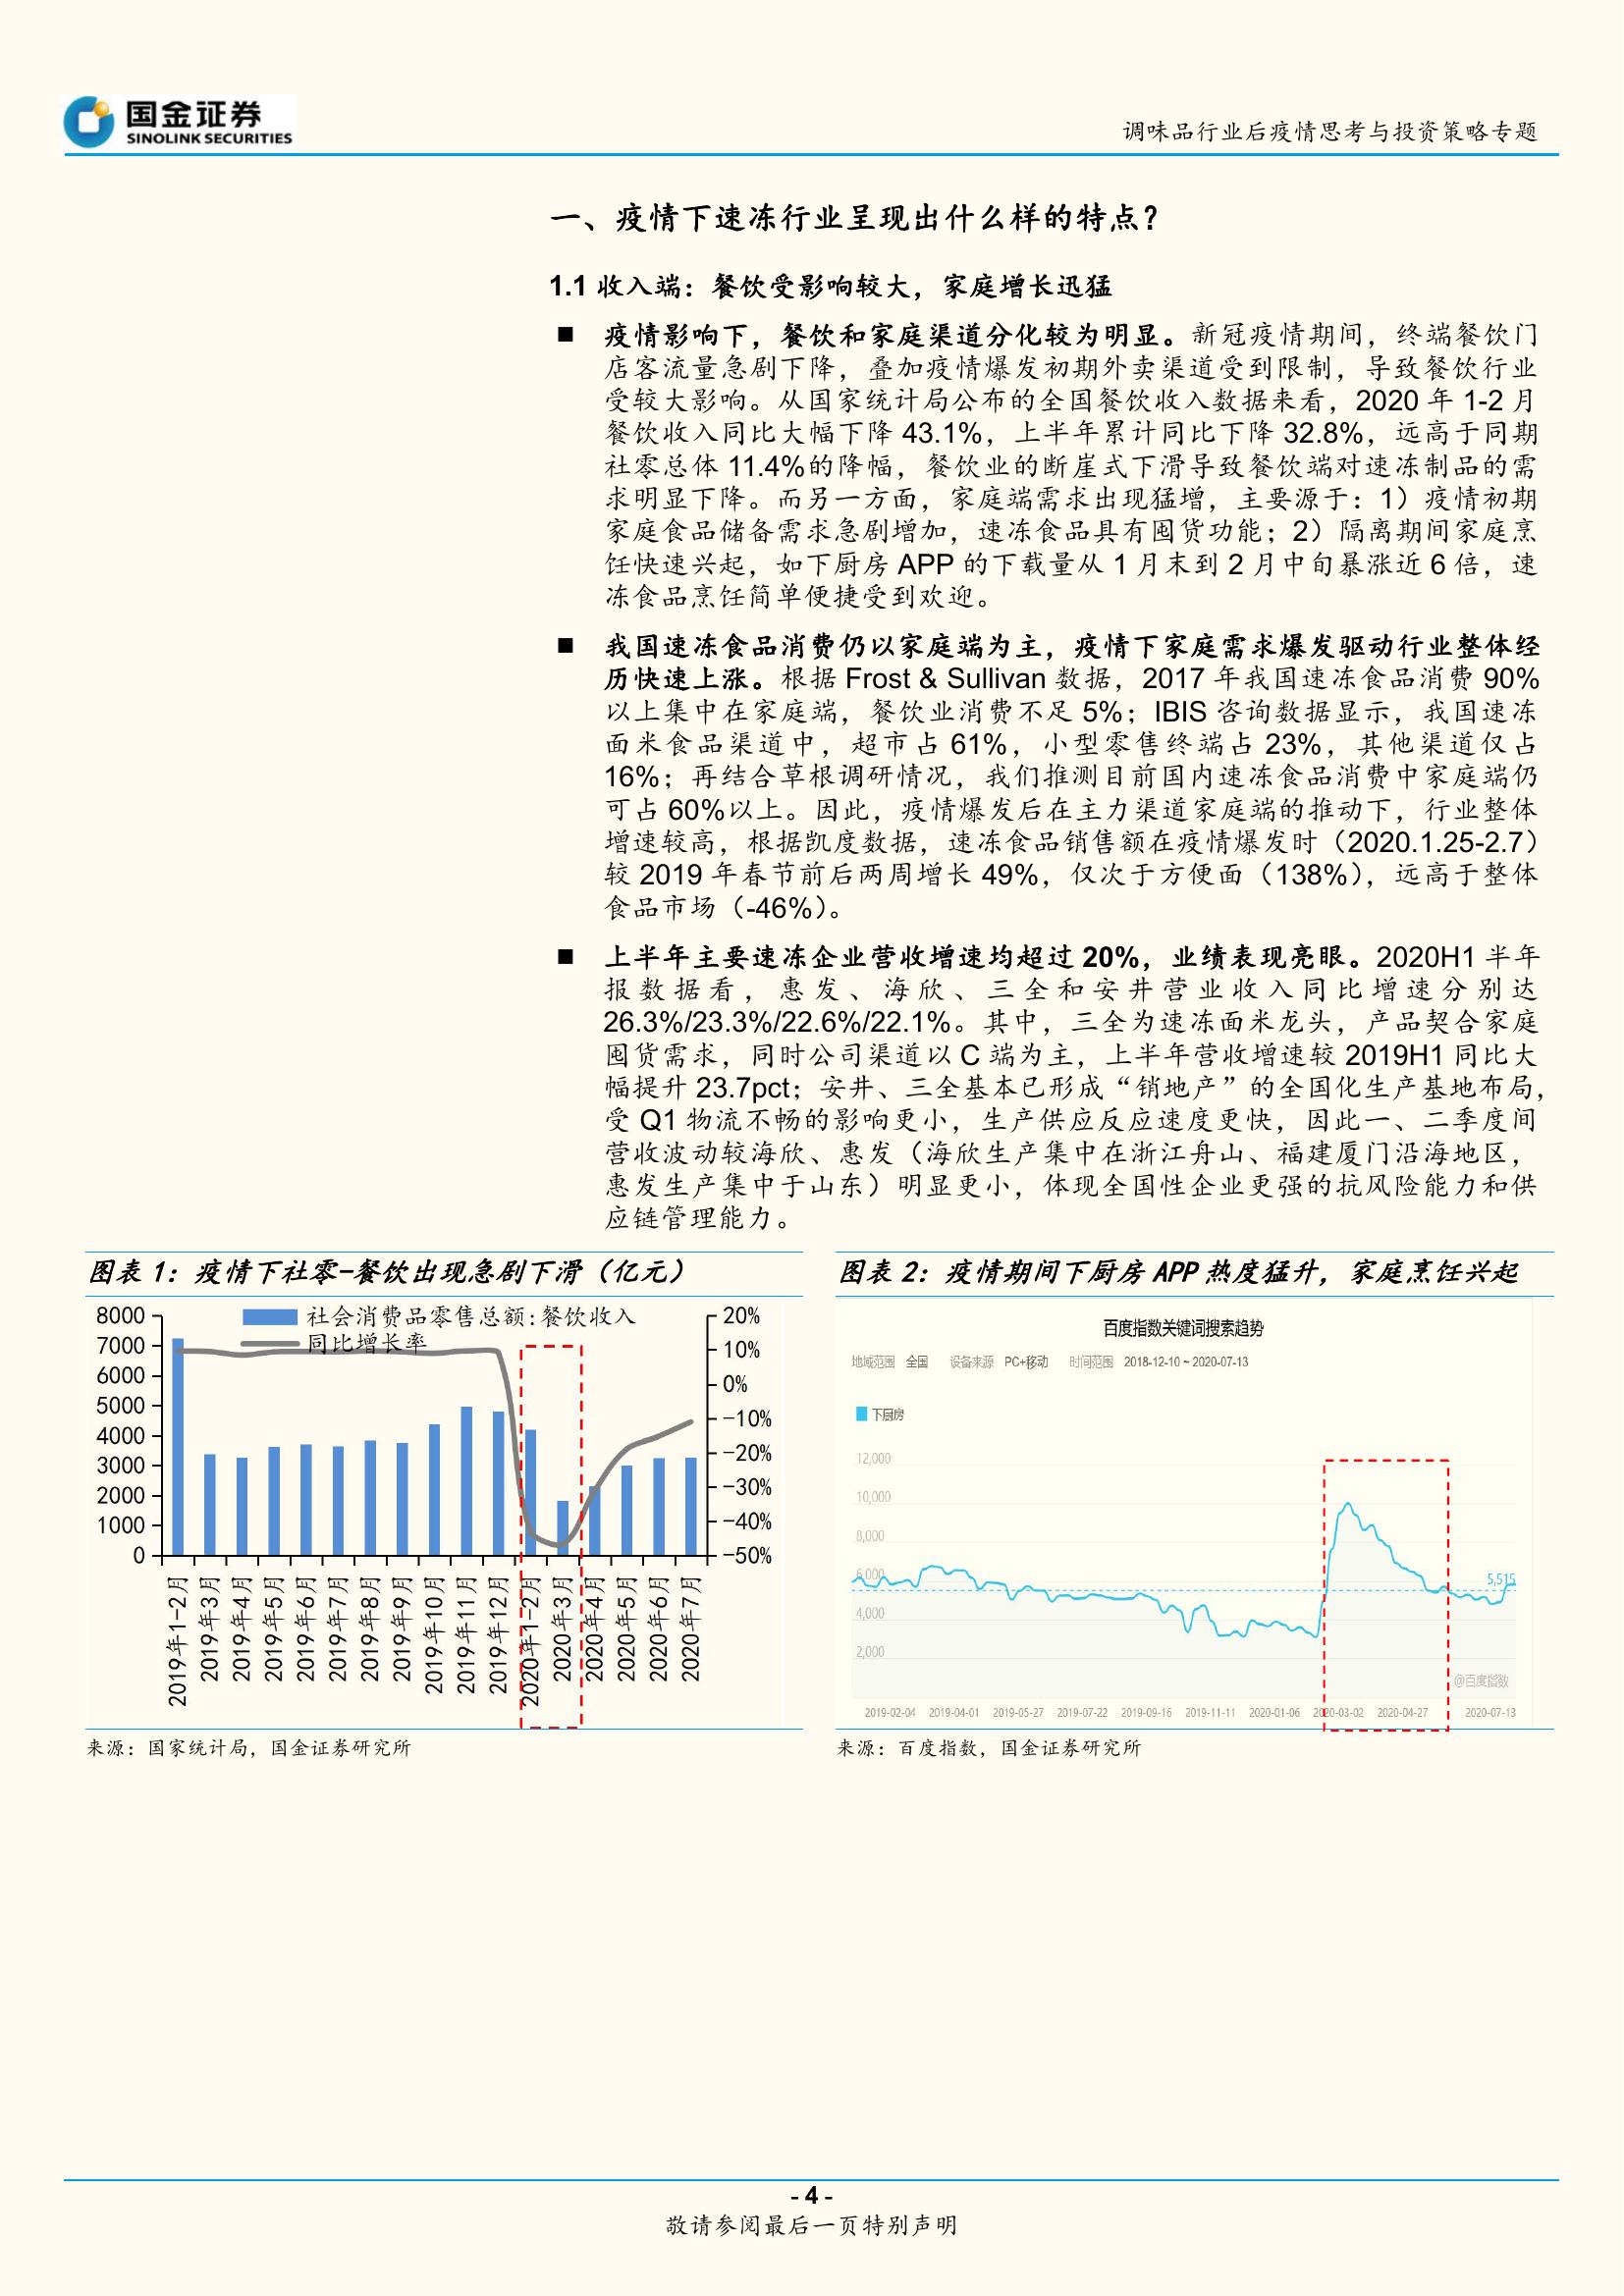 国金证券
SINOLINK SECURITIES
调味品行业后疫情思考与投资策略专题
一、疫情下速冻行业呈现出什么样的特点？
1.1 收入端：餐饮受影响较大，家庭增长迅猛
■ 疫情影响下，餐饮和家庭渠道分化较为明显。新冠疫情期间，终端餐饮门
店客流量急剧下降，叠加疫情爆发初期外卖渠道受到限制，导致餐饮行业
受较大影响。从国家统计局公布的全国餐饮收入数据来看，2020 年 1-2 月
餐饮收入同比大幅下降 43.1%，上半年累计同比下降 32.8%，远高于同期
社零总体 11.4%的降幅，餐饮业的断崖式下滑导致餐饮端对速冻制品的需
求明显下降。而另一方面，家庭端需求出现猛增，主要源于：1）疫情初期
家庭食品储备需求急剧增加，速冻食品具有囤货功能；2）隔离期间家庭烹
饪快速兴起，如下厨房 APP 的下载量从 1 月末到 2 月中旬暴涨近 6 倍，速
冻食品烹饪简单便捷受到欢迎。
■ 我国速冻食品消费仍以家庭端为主，疫情下家庭需求爆发驱动行业整体经
历快速上涨。根据 Frost & Sullivan 数据，2017 年我国速冻食品消费 90%
以上集中在家庭端，餐饮业消费不足 5%；IBIS 咨询数据显示，我国速冻
面米食品渠道中，超市占 61%，小型零售终端占 23%，其他渠道仅占
16%；再结合草根调研情况，我们推测目前国内速冻食品消费中家庭端仍
可占 60%以上。因此，疫情爆发后在主力渠道家庭端的推动下，行业整体
增速较高，根据凯度数据，速冻食品销售额在疫情爆发时（2020.1.25-2.7）
较 2019 年春节前后两周增长 49%，仅次于方便面（138%），远高于整体
食品市场（-46%）。
■ 上半年主要速冻企业营收增速均超过 20%，业绩表现亮眼。2020H1 半年
报数据看，惠发、海欣、三全和安井营业收入同比增速分别达
26.3%/23.3%/22.6%/22.1%。其中，三全为速冻面米龙头，产品契合家庭
囤货需求，同时公司渠道以 C 端为主，上半年营收增速较 2019H1 同比大
幅提升 23.7pct；安井、三全基本已形成“销地产”的全国化生产基地布局，
受 Q1 物流不畅的影响更小，生产供应反应速度更快，因此一、二季度间
营收波动较海欣、惠发（海欣生产集中在浙江舟山、福建厦门沿海地区，
惠发生产集中于山东）明显更小，体现全国性企业更强的抗风险能力和供
应链管理能力。
图表 1：疫情下社零-餐饮出现急剧下滑（亿元）
社会消费品零售总额:餐饮收入
同比增长率
8000
7000
6000
5000
4000
3000
2000
1000
0
20%
10%
0%
-10%
-20%
-30%
-40%
-50%
2019年1-2月
2019年3月
2019年4月
2019年5月
2019年6月
2019年7月
2019年8月
2019年9月
2019年10月
2019年11月
2019年12月
2020年1-2月
2020年3月
2020年4月
2020年5月
2020年6月
2020年7月
来源：国家统计局，国金证券研究所
图表 2：疫情期间下厨房 APP 热度猛升，家庭烹饪兴起
百度指数关键词搜索趋势
地域范围 全国 设备来源 PC+移动 时间范围 2018-12-10 ~ 2020-07-13
下厨房
12,000
10,000
8,000
6,000
4,000
2,000
5,515
@百度指数
2019-02-04 2019-04-01 2019-05-27 2019-07-22 2019-09-16 2019-11-11 2020-01-06 2020-03-02 2020-04-27 2020-07-13
来源：百度指数，国金证券研究所
- 4 -
敬请参阅最后一页特别声明